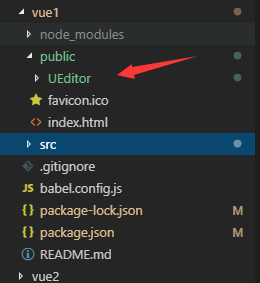 vue1
node_modules
public
UEditor
favicon.ico
index.html
src
.gitignore
JS babel.config.js
{} package-lock.json M
{} package.json M
README.md
vue2